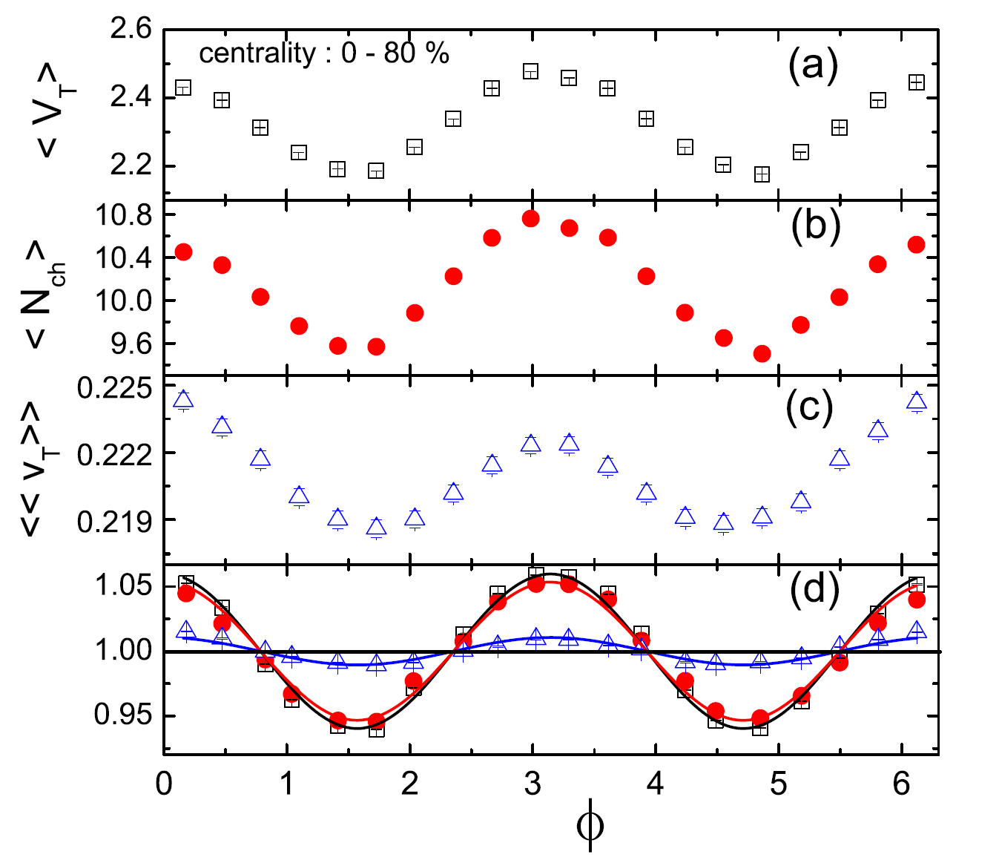 2.6
centrality : 0 - 80 %
(a)
2.4
2.2
< V_T >
10.8
(b)
10.4
10.0
9.6
< N_ch >
0.225
(c)
0.222
0.219
<< v_T >>
1.05
(d)
1.00
0.95
0 1 2 3 4 5 6
ϕ